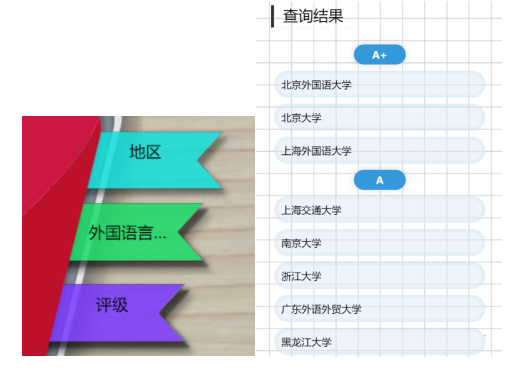 地区
外国语言...
评级
查询结果
A+
北京外国语大学
北京大学
上海外国语大学
A
上海交通大学
南京大学
浙江大学
广东外语外贸大学
黑龙江大学